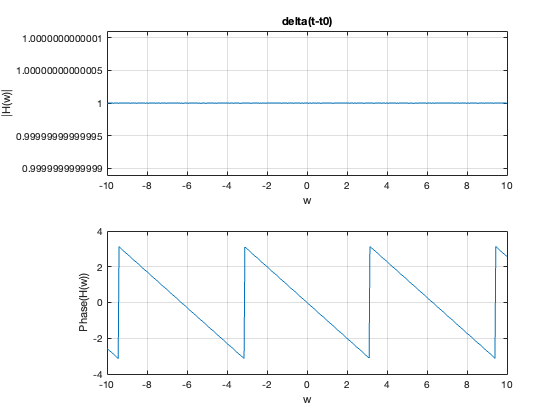 delta(t-t0)
1.0000000000001
1.00000000000005
1
0.99999999999995
0.9999999999999
|H(w)|
-10 -8 -6 -4 -2 0 2 4 6 8 10
w
4
2
0
-2
-4
Phase(H(w))
-10 -8 -6 -4 -2 0 2 4 6 8 10
w